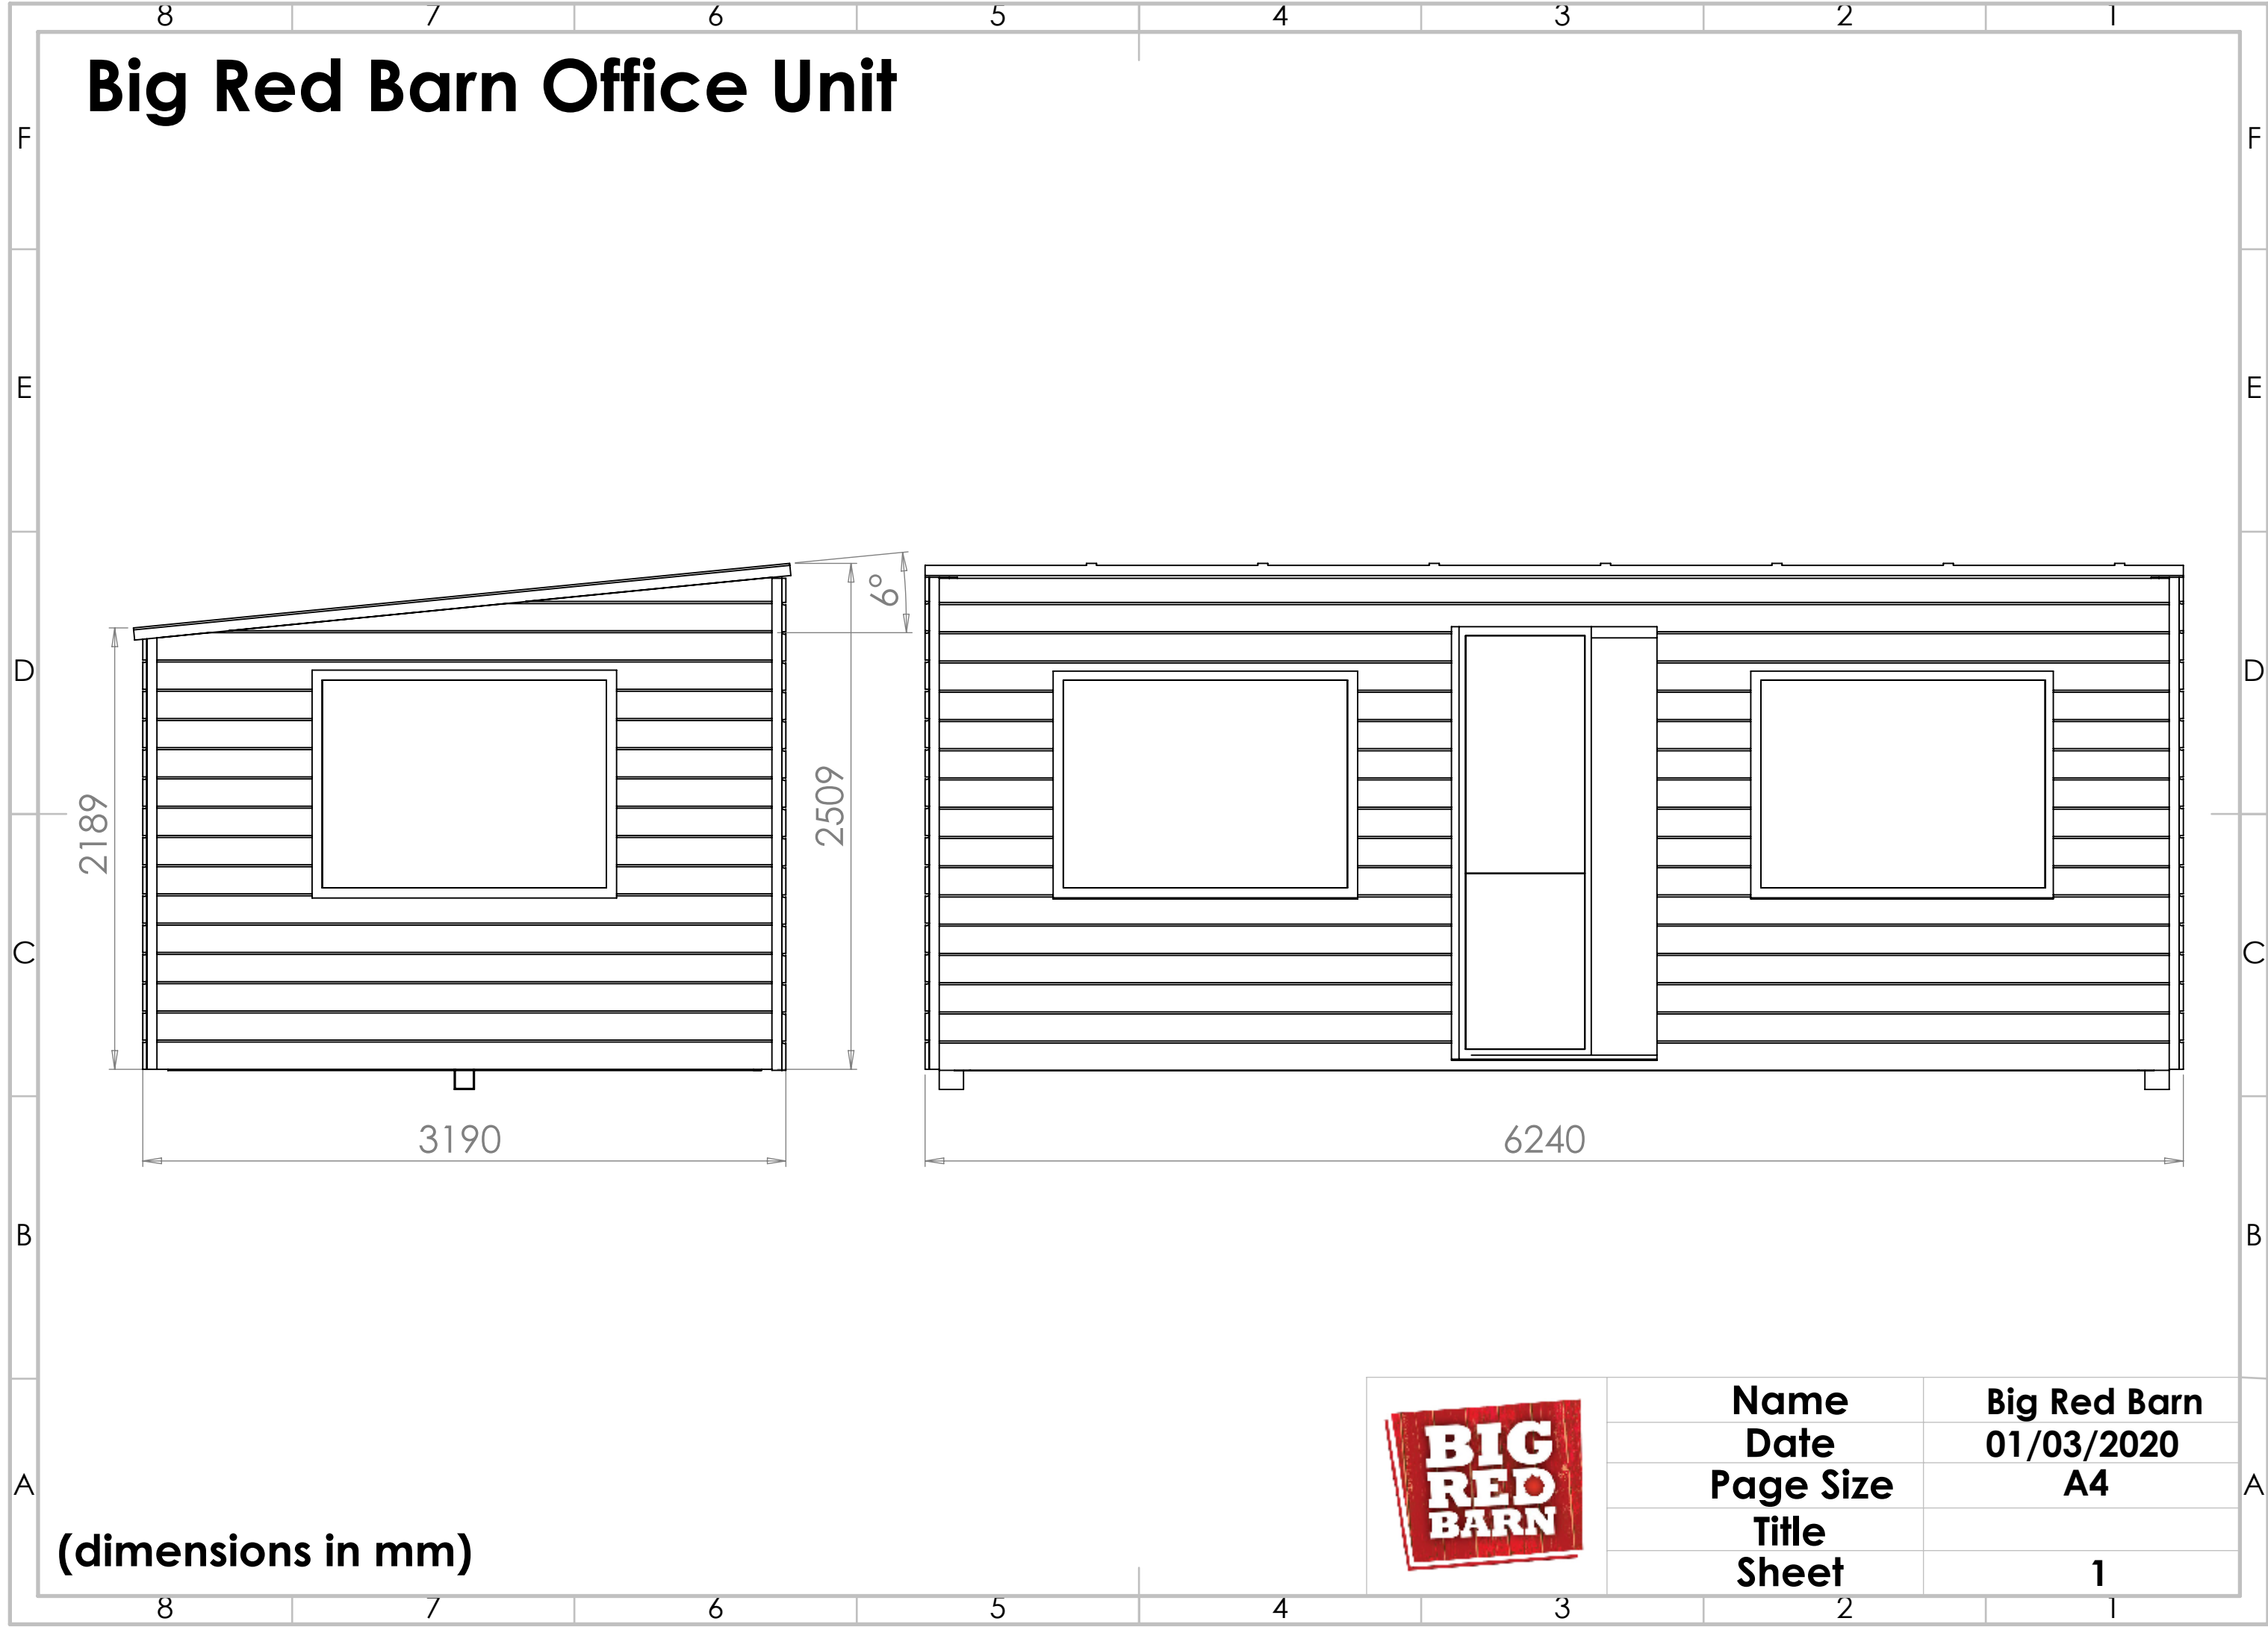 8 7 6 5 4 3 2 1
Big Red Barn Office Unit
F F
E E
6°
D D
2189
2509
C C
3190
6240
B B
BIG
RED
BARN
Name Big Red Barn
Date 01/03/2020
Page Size A4
Title
Sheet 1
A A
(dimensions in mm)
8 7 6 5 4 3 2 1